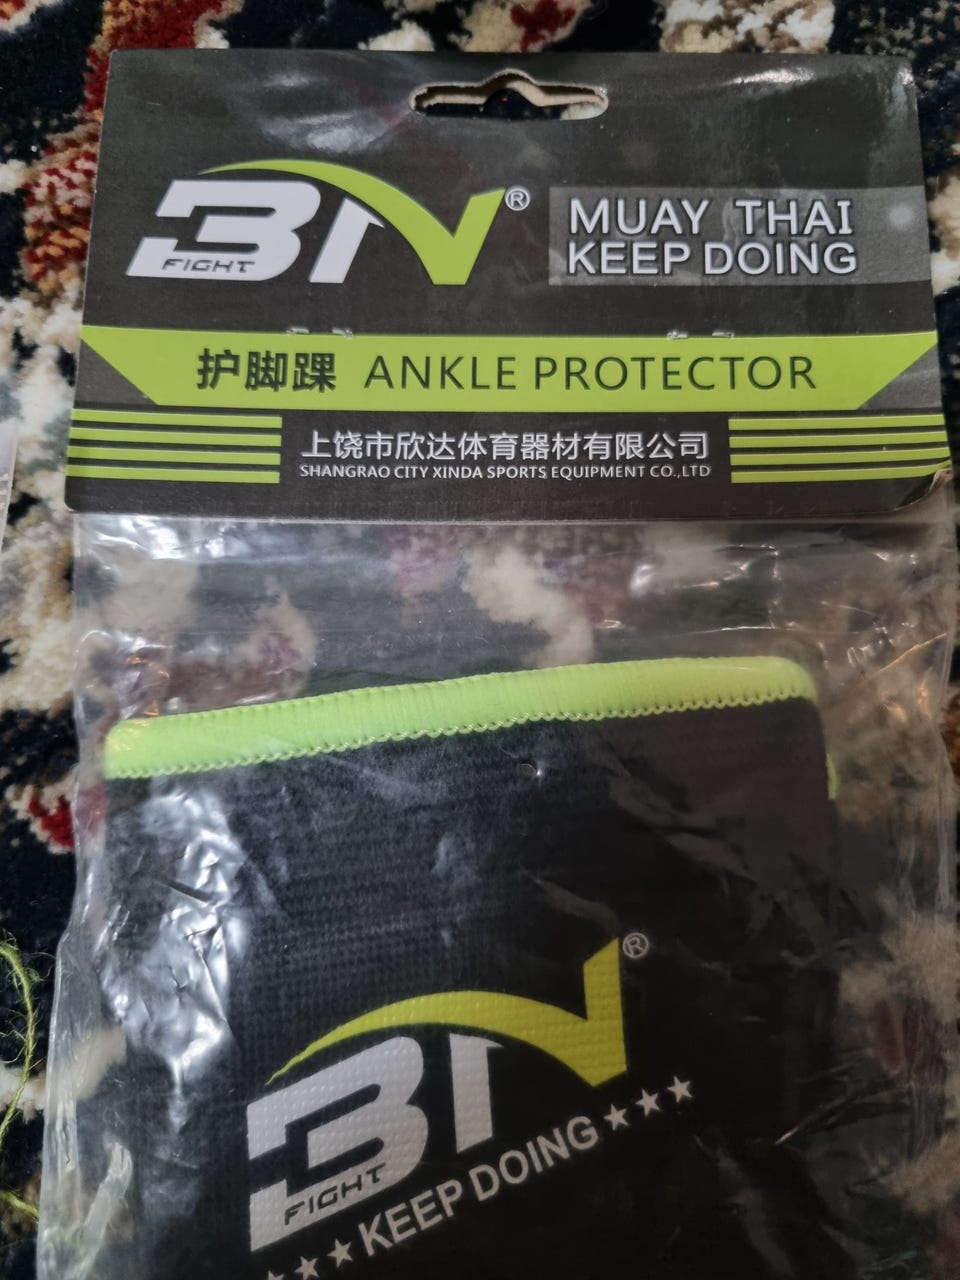 BN®
FIGHT
MUAY THAI
KEEP DOING
护脚踝 ANKLE PROTECTOR
上饶市欣达体育器材有限公司
SHANGRAO CITY XINDA SPORTS EQUIPMENT CO.,LTD
BN®
FIGHT
★★★KEEP DOING★★★